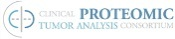 CLINICAL PROTEOMIC
TUMOR ANALYSIS CONSORTIUM